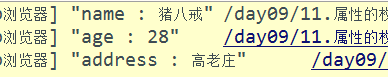 浏览器] "name : 猪八戒" /day09/11.属性的
浏览器] "age : 28" /day09/11.属性的
浏览器] "address : 高老庄" /day09/